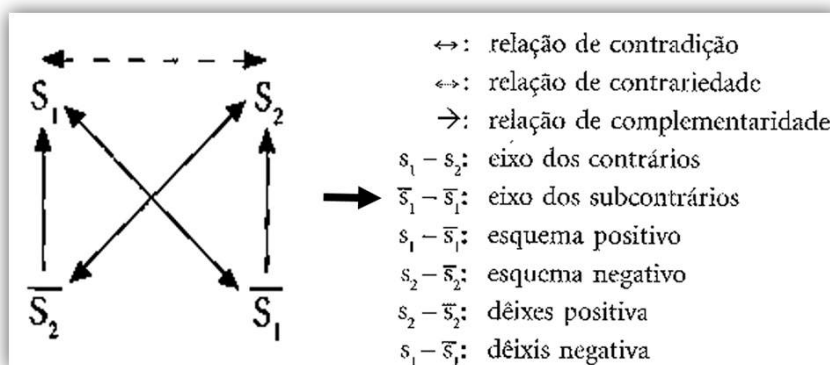 S₁ S₂
S̅₂ S̅₁
↔: relação de contradição
⤎⤏: relação de contrariedade
→: relação de complementaridade
s₁ – s₂: eixo dos contrários
s̅₁ – s̅₁: eixo dos subcontrários
s₁ – s̅₁: esquema positivo
s₂ – s̅₂: esquema negativo
s₂ – s̅₂: dêixes positiva
s₁ – s̅₁: dêixis negativa